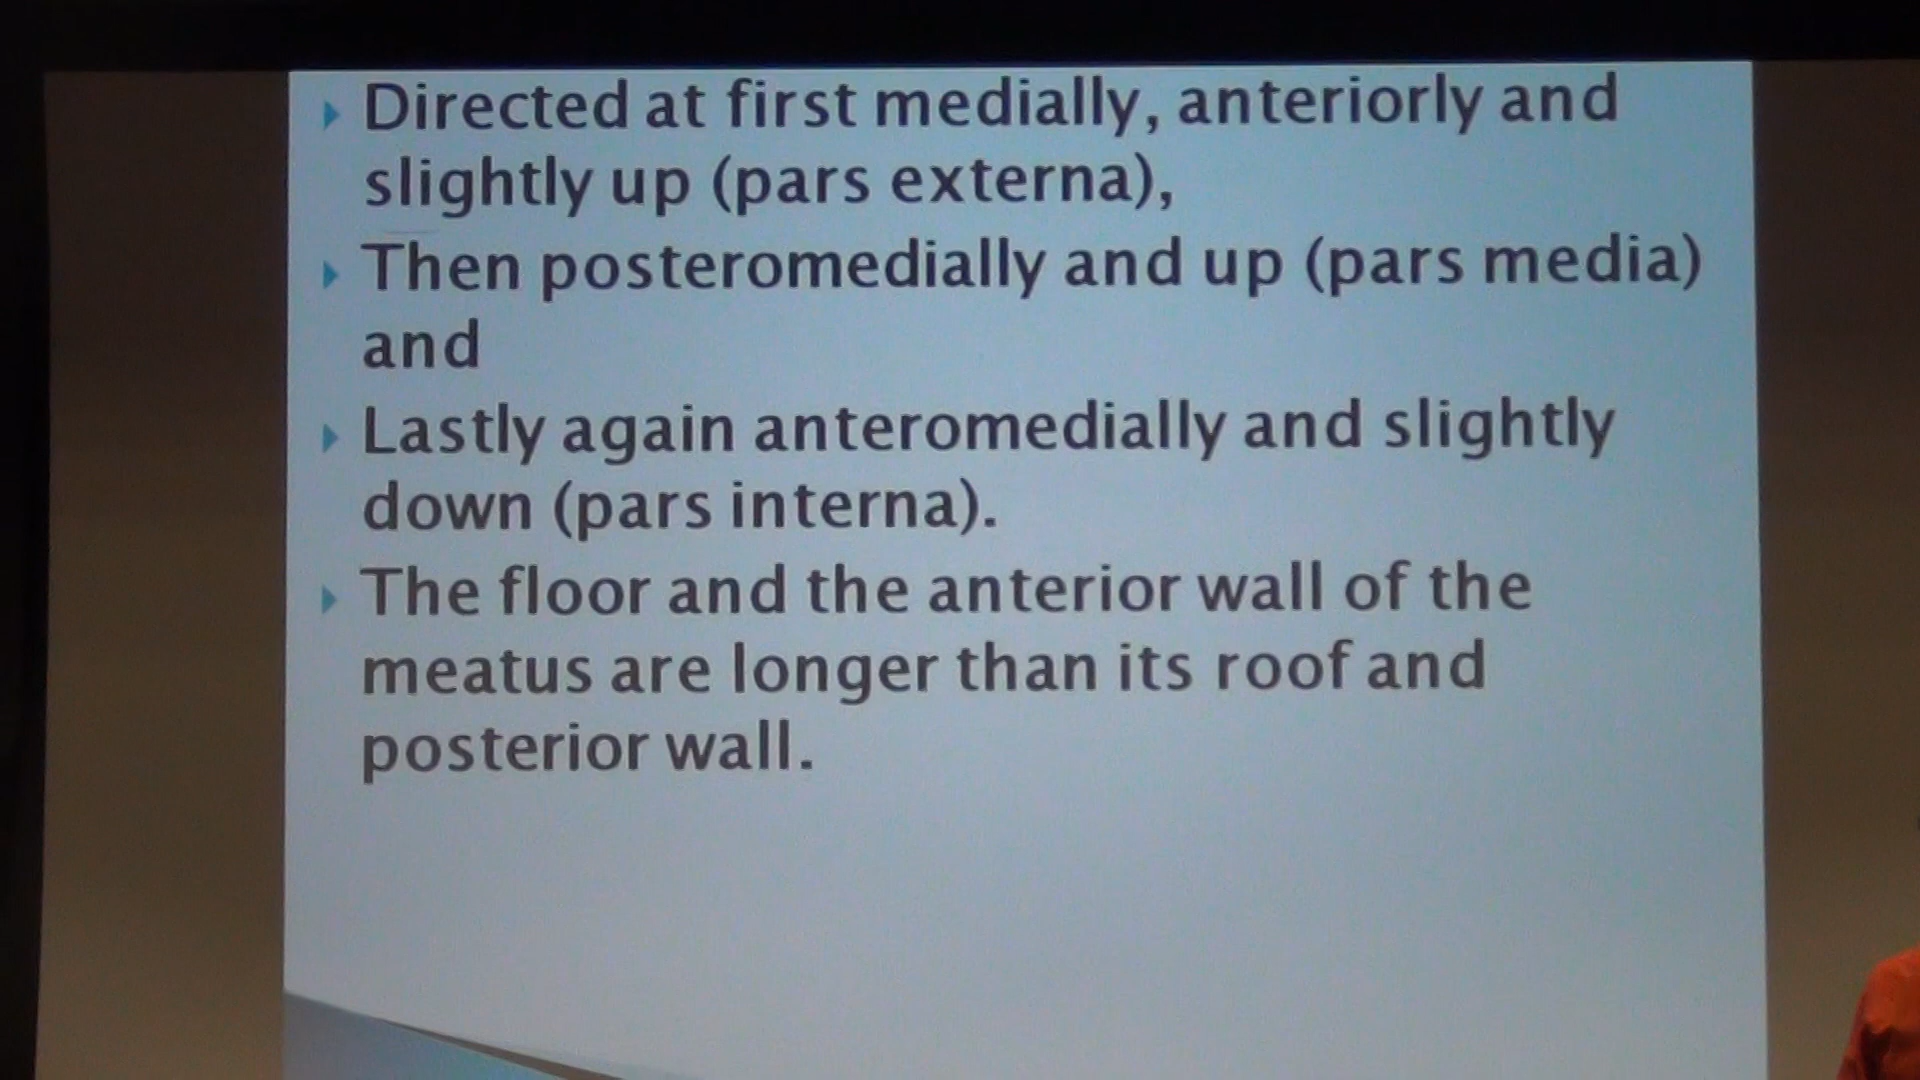 Directed at first medially, anteriorly and
slightly up (pars externa),
Then posteromedially and up (pars media)
and
Lastly again anteromedially and slightly
down (pars interna).
The floor and the anterior wall of the
meatus are longer than its roof and
posterior wall.